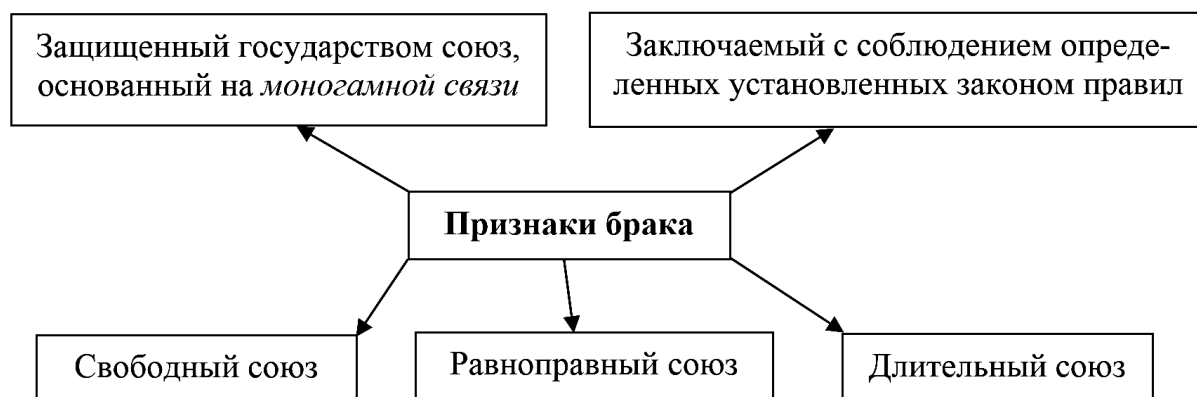 Защищенный государством союз,
основанный на моногамной связи
Заключаемый с соблюдением опреде-
ленных установленных законом правил
Признаки брака
Свободный союз
Равноправный союз
Длительный союз